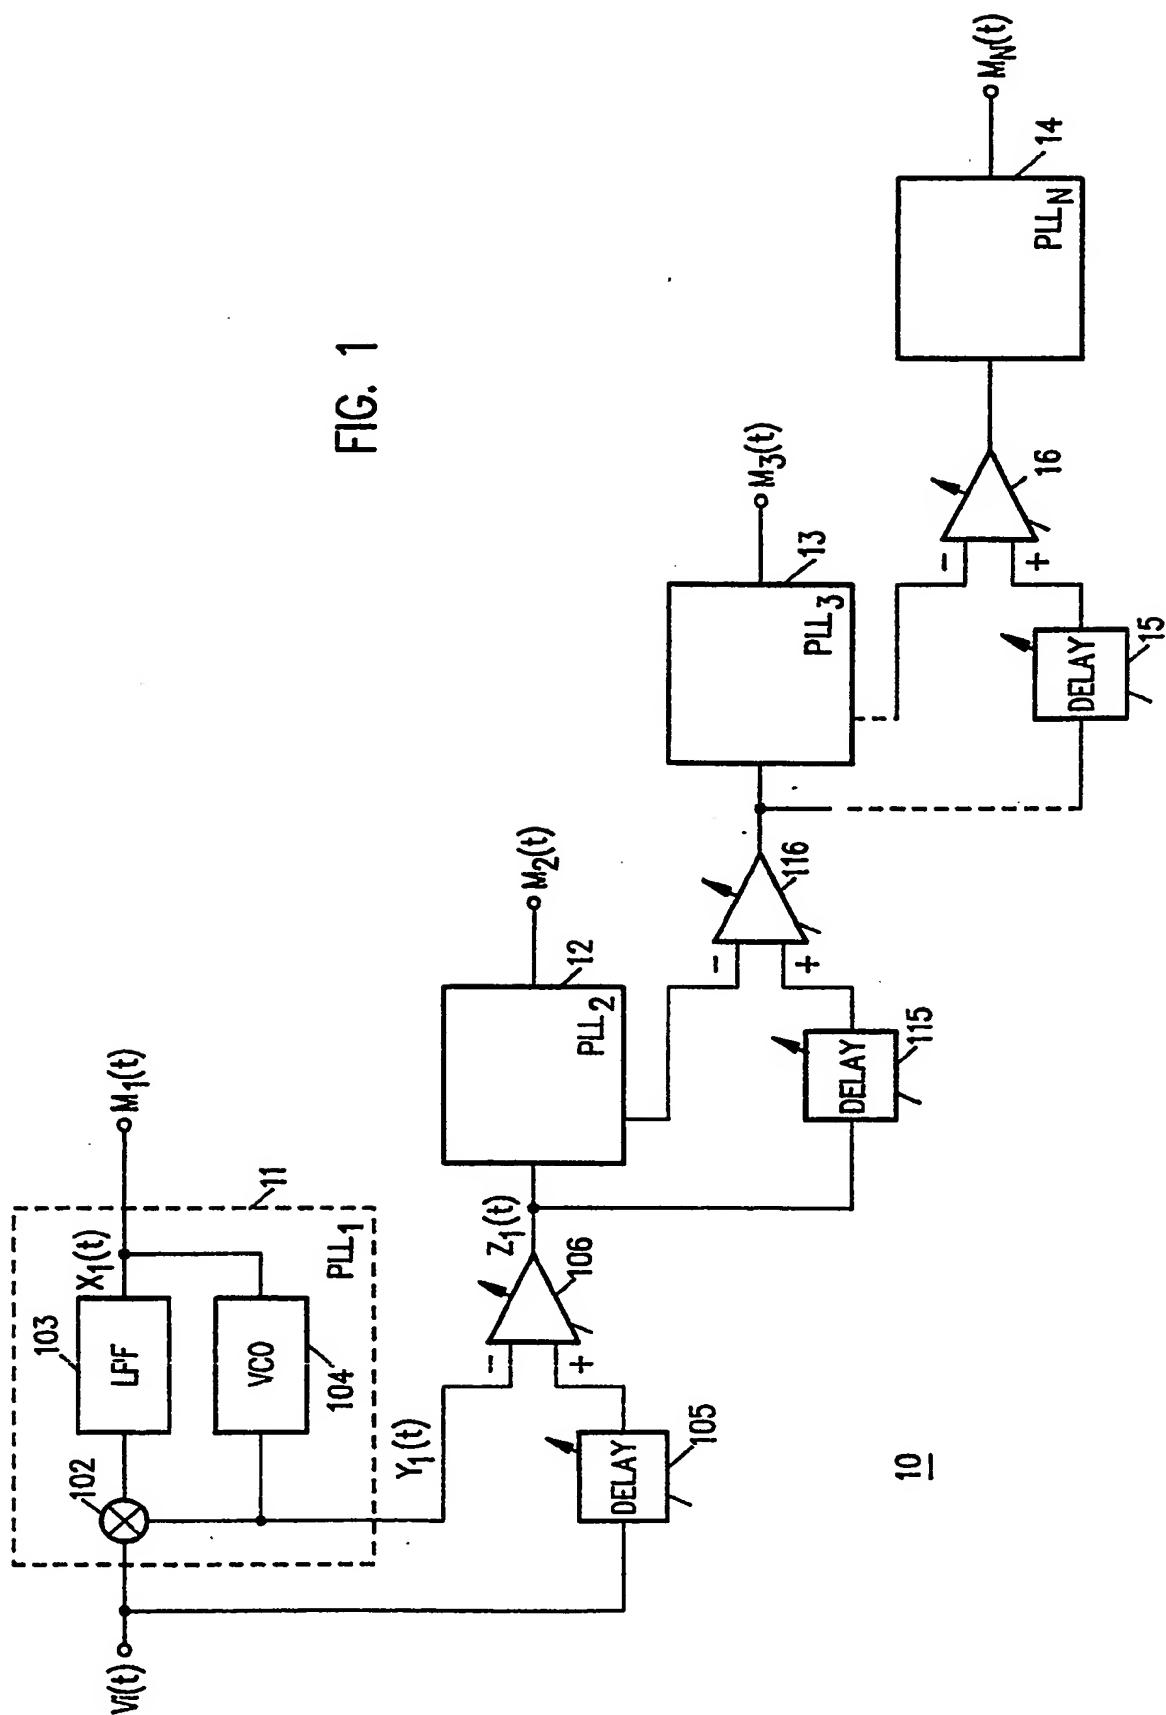 FIG. 1
Vi(t)
102
103
LPF
X1(t)
VCO
104
PLL1
11
M1(t)
Y1(t)
DELAY
105
-
+
106
Z1(t)
PLL2
12
M2(t)
DELAY
115
-
+
116
PLL3
13
M3(t)
DELAY
15
-
+
16
PLLN
14
MN(t)
10